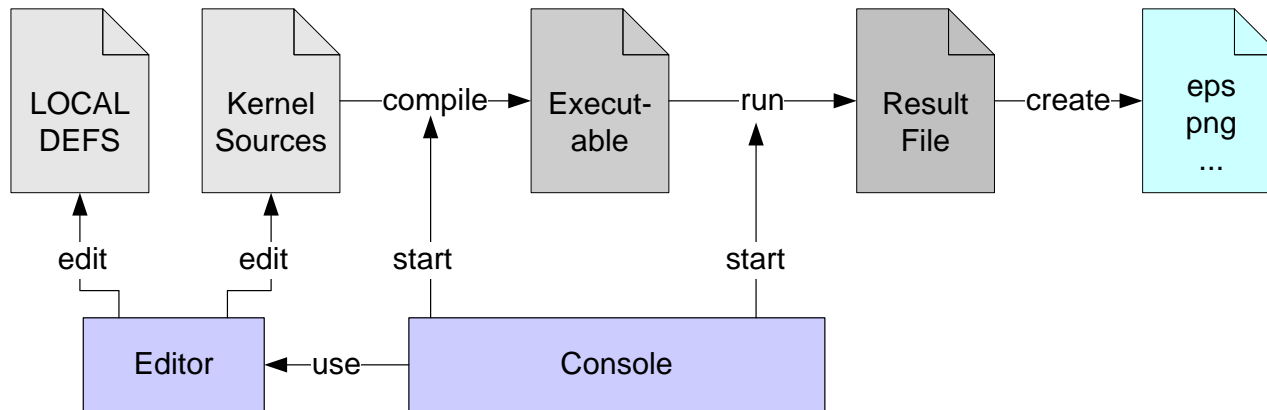 LOCAL
DEFS
Kernel
Sources
compile
Execut-
able
run
Result
File
create
eps
png
...
edit
edit
start
start
Editor
use
Console